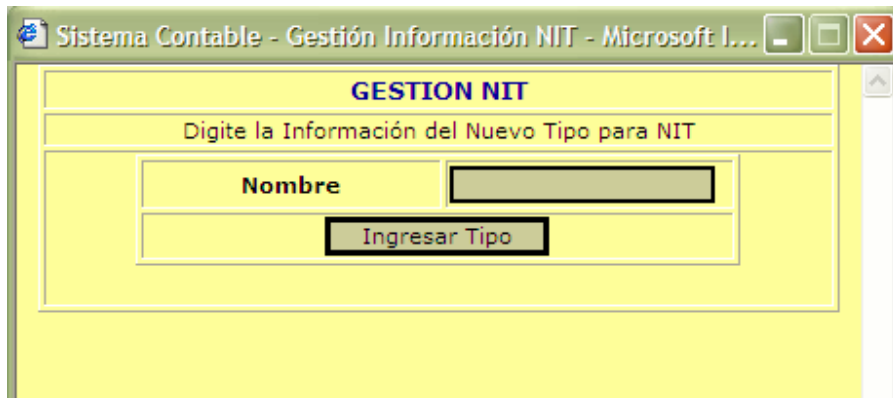 Sistema Contable - Gestión Información NIT - Microsoft I...
GESTION NIT
Digite la Información del Nuevo Tipo para NIT
Nombre
Ingresar Tipo